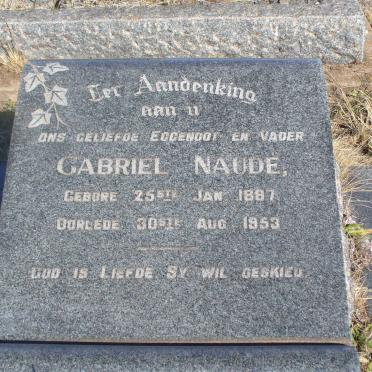 Ter Aandenking
aan u
ons geliefde Eggenoot en vader
Gabriel Naude,
Gebore 25ste Jan 1897
Oorlede 30ste Aug 1953
God is Liefde Sy wil geskied